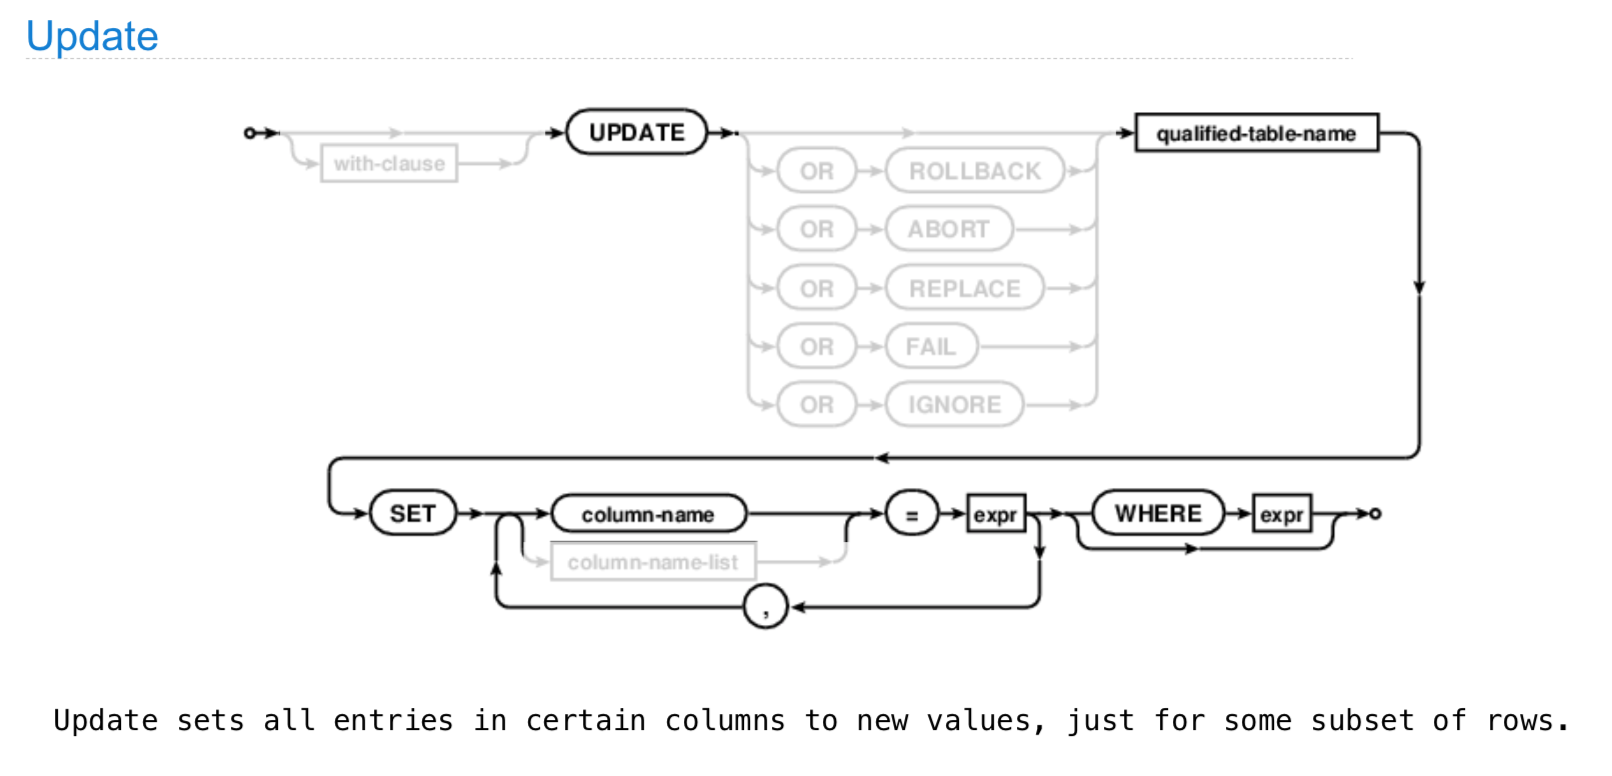 Update
UPDATE
qualified-table-name
with-clause
OR ROLLBACK
OR ABORT
OR REPLACE
OR FAIL
OR IGNORE
SET column-name = expr WHERE expr
column-name-list
,
Update sets all entries in certain columns to new values, just for some subset of rows.